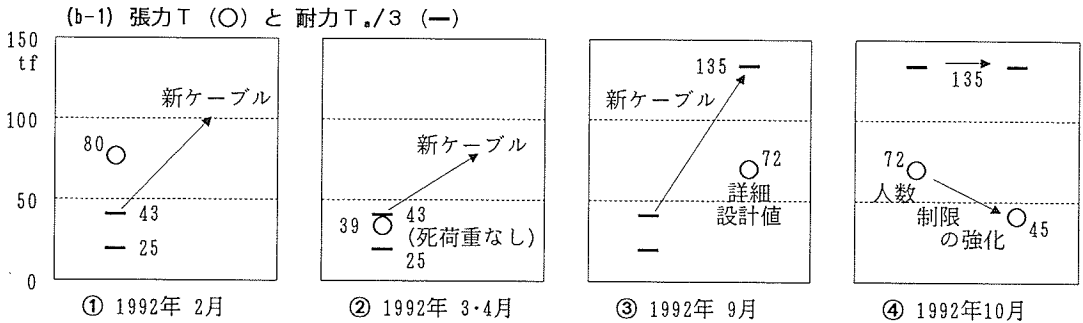 (b-1) 張力T (○) と 耐力Tₐ/3 (—)
150
tf
100
50
0
新ケーブル
80
43
25
① 1992年 2月
新ケーブル
39
43
(死荷重なし)
25
② 1992年 3・4月
135
新ケーブル
72
詳細
設計値
③ 1992年 9月
135
72
人数
制限
の強化
45
④ 1992年10月